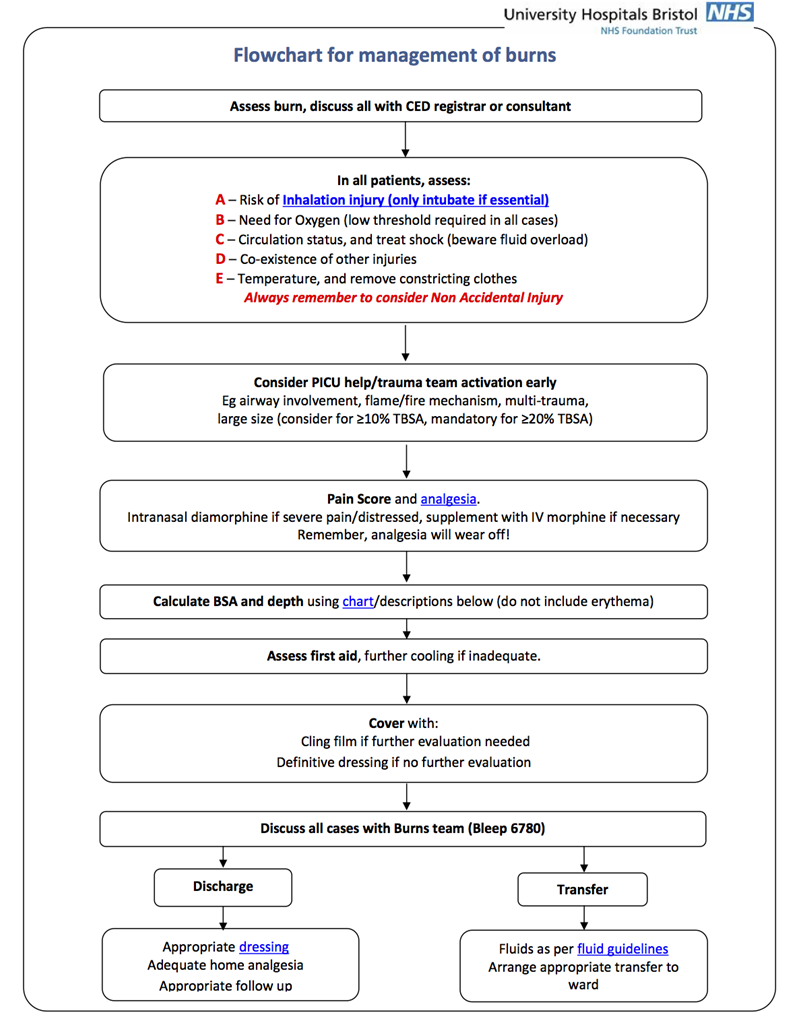 University Hospitals Bristol NHS
NHS Foundation Trust
Flowchart for management of burns
Assess burn, discuss all with CED registrar or consultant
In all patients, assess:
A – Risk of Inhalation injury (only intubate if essential)
B – Need for Oxygen (low threshold required in all cases)
C – Circulation status, and treat shock (beware fluid overload)
D – Co-existence of other injuries
E – Temperature, and remove constricting clothes
Always remember to consider Non Accidental Injury
Consider PICU help/trauma team activation early
Eg airway involvement, flame/fire mechanism, multi-trauma,
large size (consider for ≥10% TBSA, mandatory for ≥20% TBSA)
Pain Score and analgesia.
Intranasal diamorphine if severe pain/distressed, supplement with IV morphine if necessary
Remember, analgesia will wear off!
Calculate BSA and depth using chart/descriptions below (do not include erythema)
Assess first aid, further cooling if inadequate.
Cover with:
Cling film if further evaluation needed
Definitive dressing if no further evaluation
Discuss all cases with Burns team (Bleep 6780)
Discharge
Appropriate dressing
Adequate home analgesia
Appropriate follow up
Transfer
Fluids as per fluid guidelines
Arrange appropriate transfer to
ward